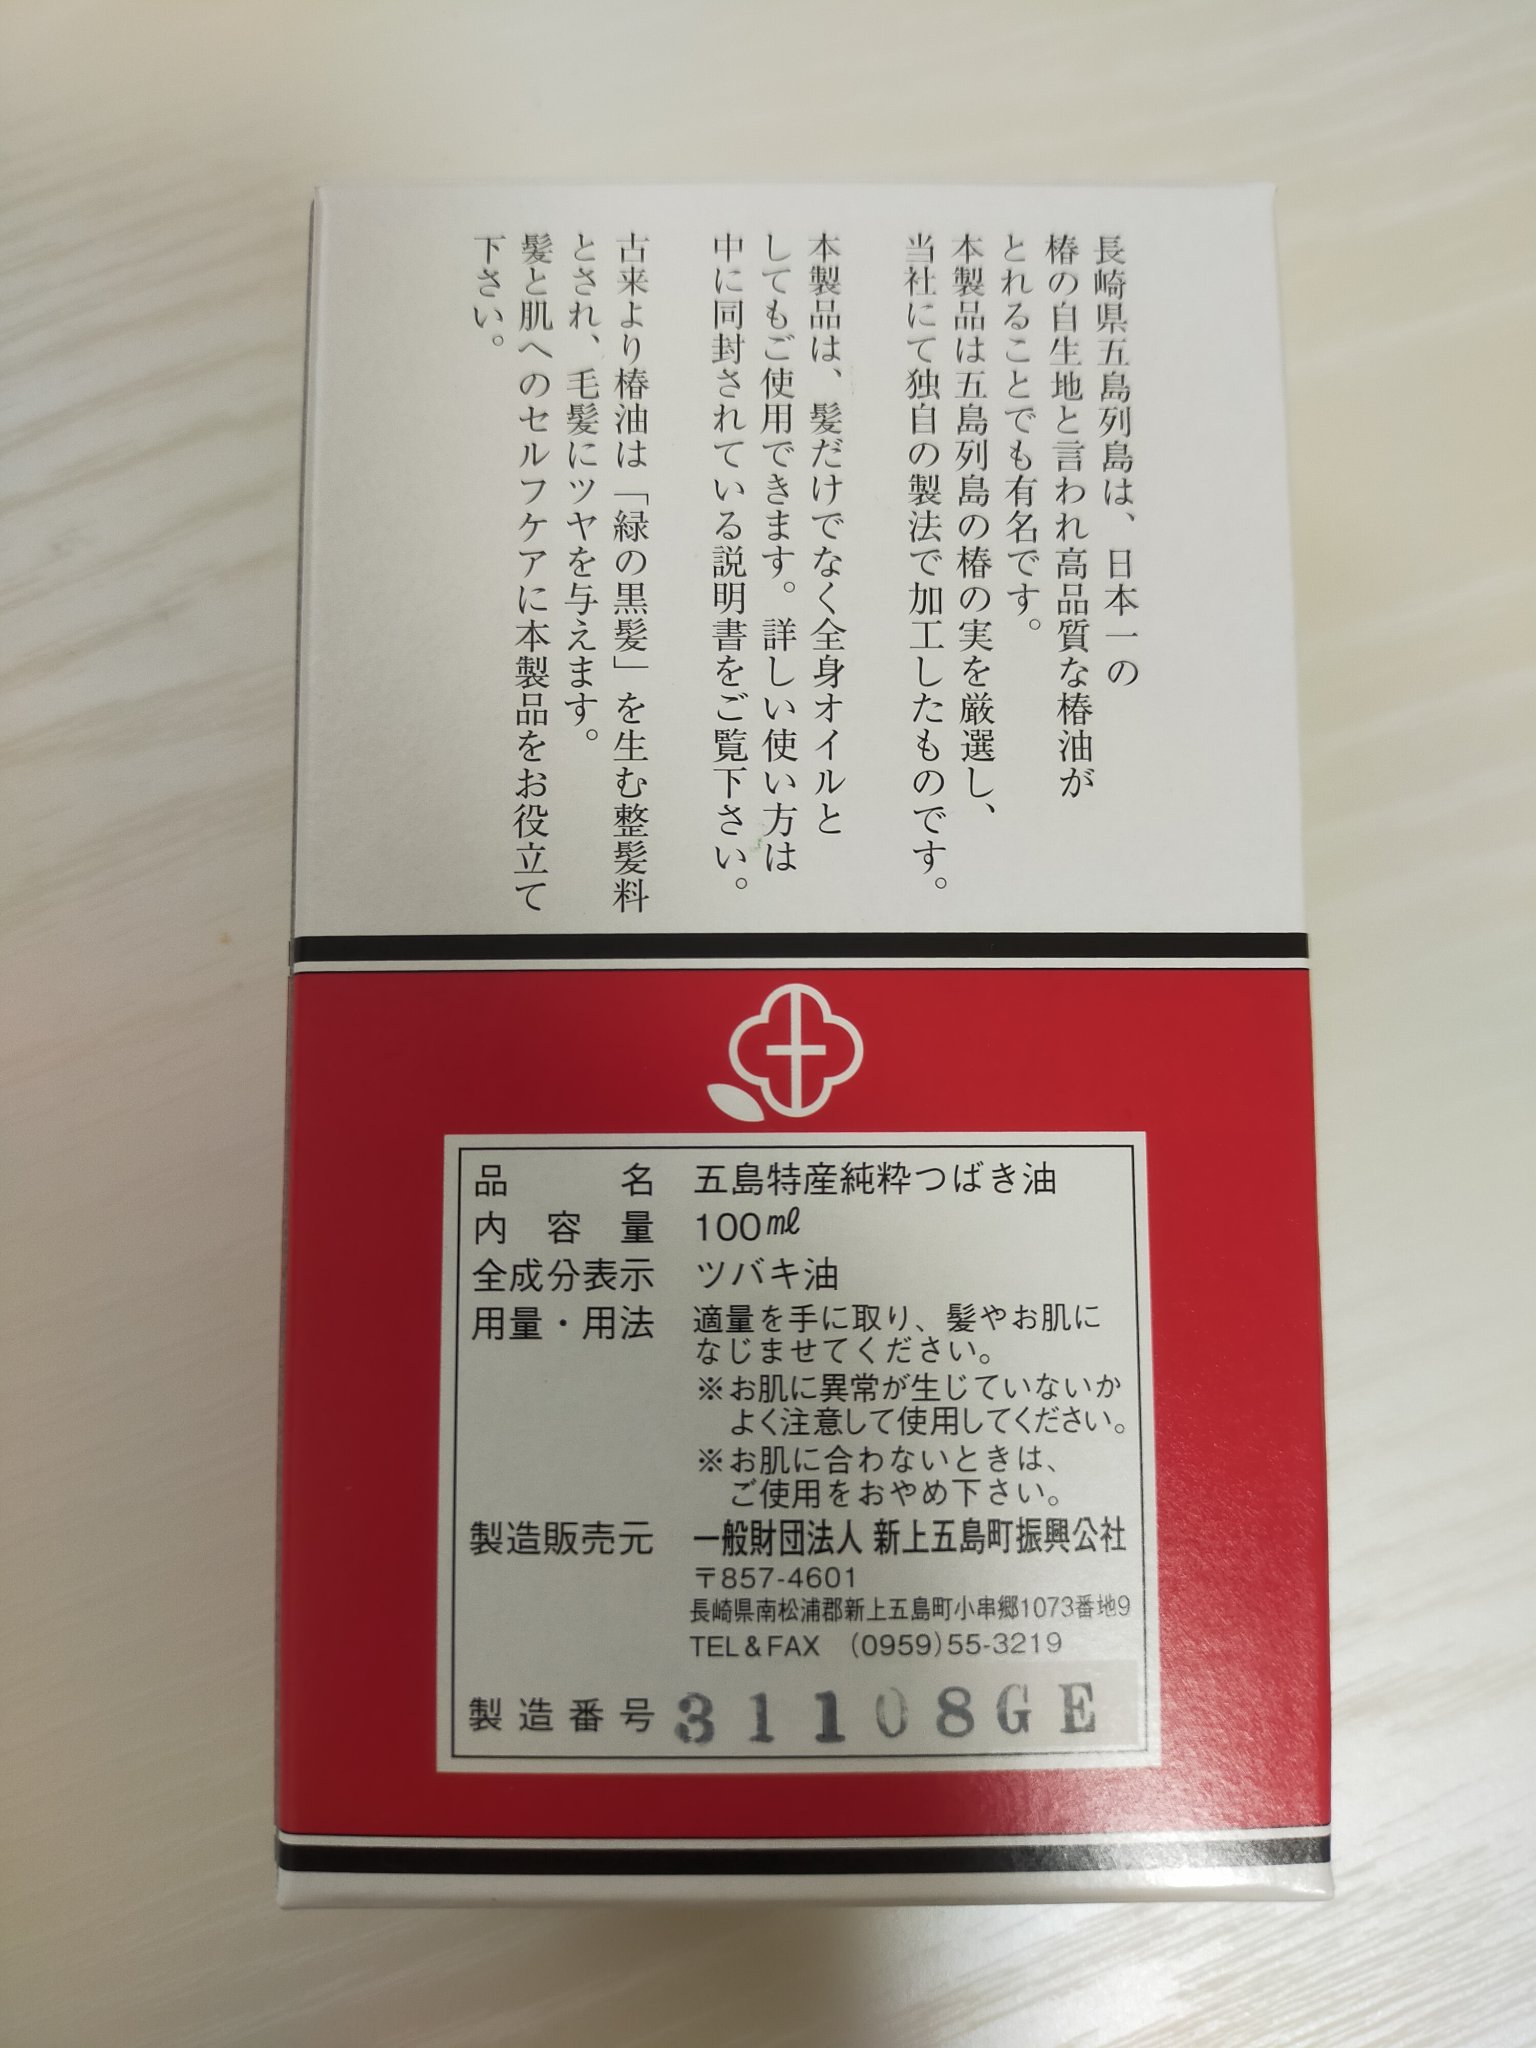 長崎県五島列島は、日本一の
椿の自生地と言われ高品質な椿油が
とれることでも有名です。
本製品は五島列島の椿の実を厳選し、
当社にて独自の製法で加工したものです。
本製品は、髪だけでなく全身オイルと
してもご使用できます。詳しい使い方は
中に同封されている説明書をご覧下さい。
古来より椿油は「緑の黒髪」を生む整髪料
とされ、毛髪にツヤを与えます。
髪と肌へのセルフケアに本製品をお役立て
下さい。
品名 五島特産純粋つばき油
内容量 100㎖
全成分表示 ツバキ油
用量・用法 適量を手に取り、髪やお肌に
なじませてください。
※お肌に異常が生じていないか
よく注意して使用してください。
※お肌に合わないときは、
ご使用をおやめ下さい。
製造販売元 一般財団法人 新上五島町振興公社
〒857-4601
長崎県南松浦郡新上五島町小串郷1073番地9
TEL&FAX (0959)55-3219
製造番号 31108GE